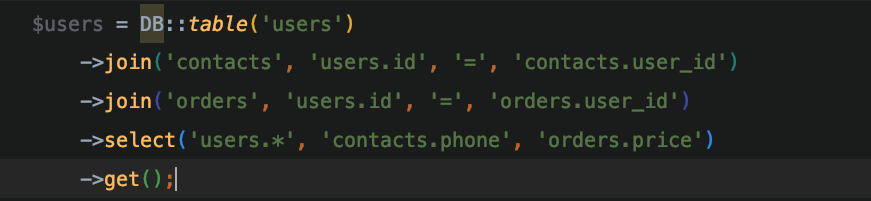 $users = DB::table('users')
->join('contacts', 'users.id', '=', 'contacts.user_id')
->join('orders', 'users.id', '=', 'orders.user_id')
->select('users.*', 'contacts.phone', 'orders.price')
->get();